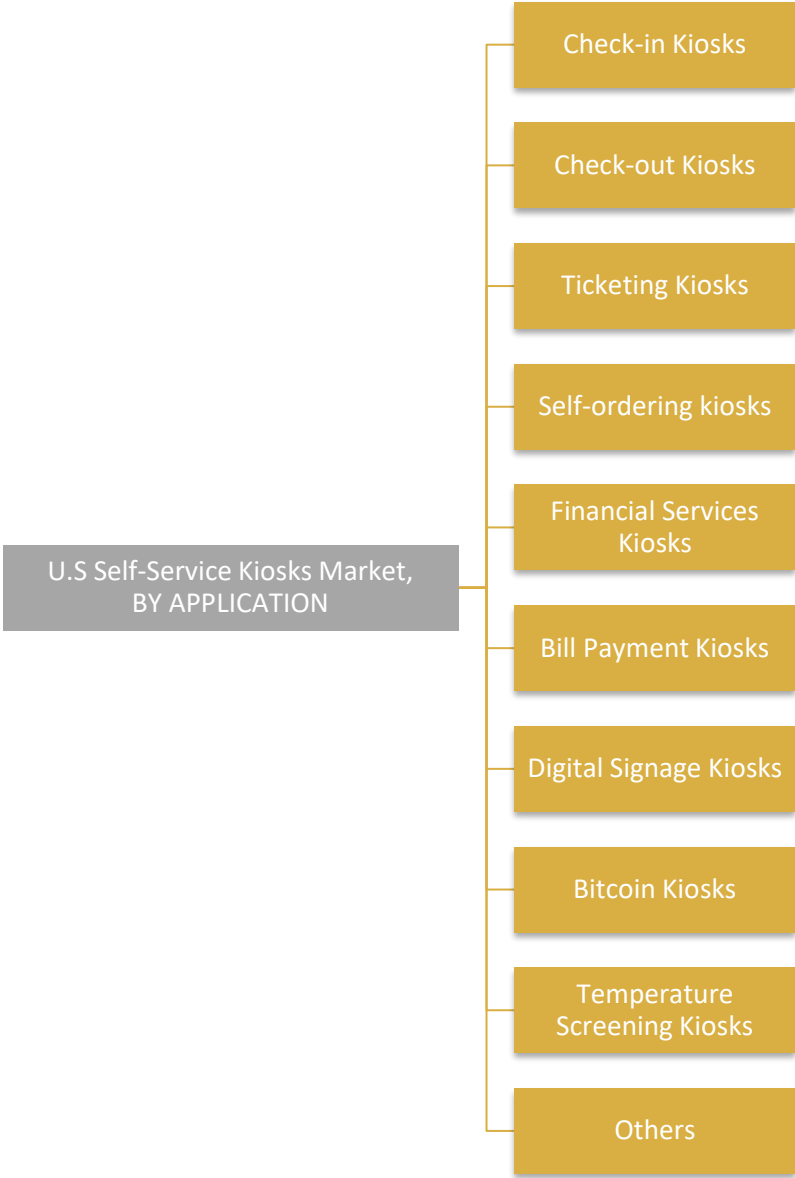 Check-in Kiosks
Check-out Kiosks
Ticketing Kiosks
Self-ordering kiosks
Financial Services
Kiosks
U.S Self-Service Kiosks Market,
BY APPLICATION
Bill Payment Kiosks
Digital Signage Kiosks
Bitcoin Kiosks
Temperature
Screening Kiosks
Others